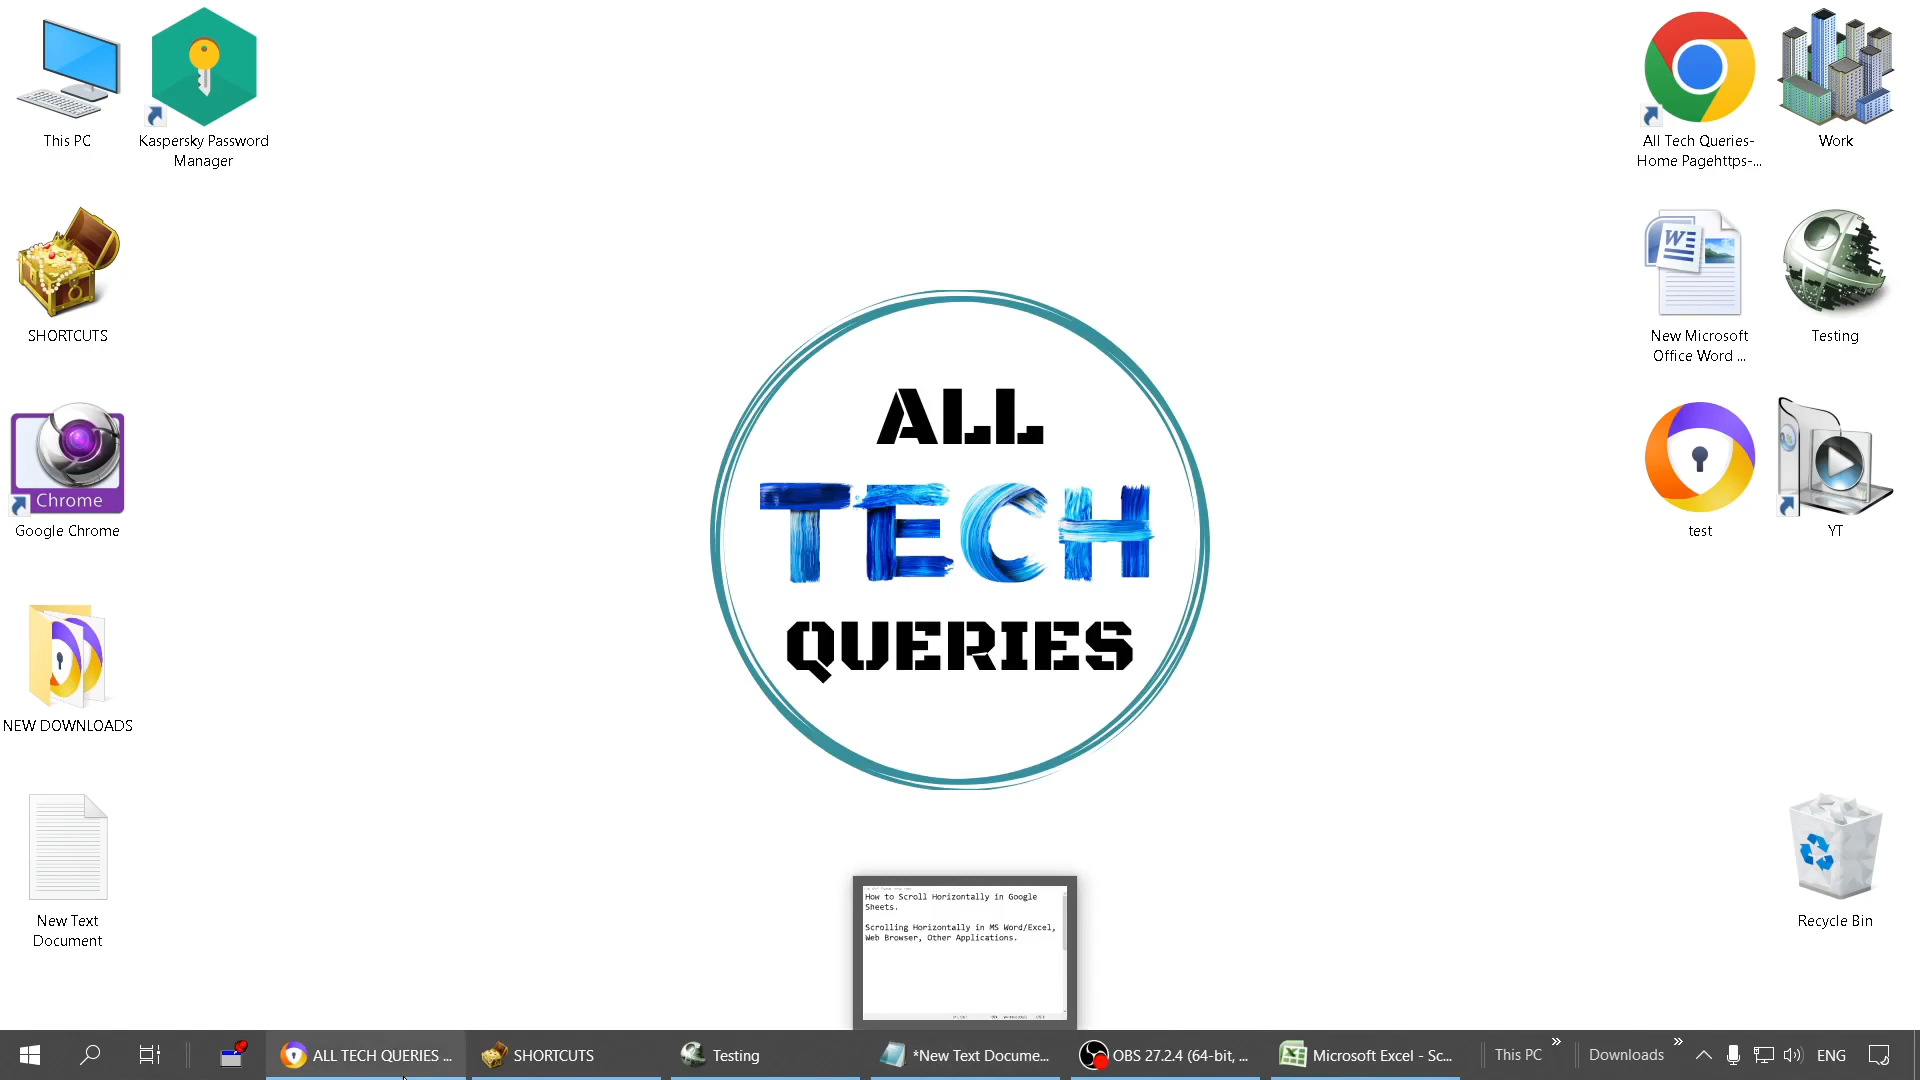 This PC
Kaspersky Password
Manager
All Tech Queries-
Home Pagehttps-...
Work
SHORTCUTS
New Microsoft
Office Word ...
Testing
Chrome
Google Chrome
test
YT
ALL
TECH
QUERIES
NEW DOWNLOADS
New Text
Document
Recycle Bin
How to Scroll Horizontally in Google
Sheets.
Scrolling Horizontally in MS Word/Excel,
Web Browser, Other Applications.
ALL TECH QUERIES ...
SHORTCUTS
Testing
*New Text Docume...
OBS 27.2.4 (64-bit, ...
Microsoft Excel - Sc...
This PC
»
Downloads
»
ENG